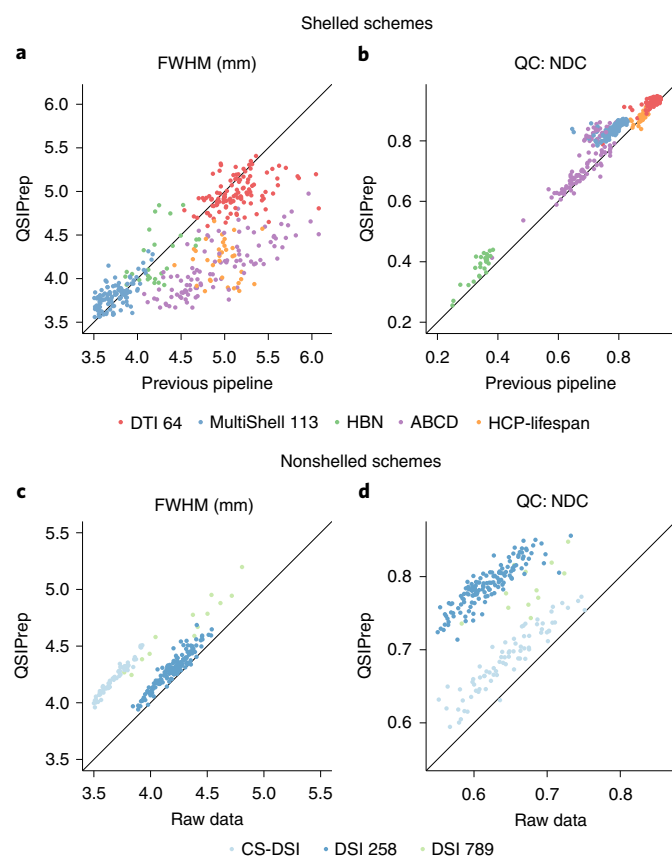 Shelled schemes
a
b
FWHM (mm)
QC: NDC
6.0
5.5
5.0
4.5
4.0
3.5
QSIPrep
3.5 4.0 4.5 5.0 5.5 6.0
Previous pipeline
0.8
0.6
0.4
0.2
QSIPrep
0.2 0.4 0.6 0.8
Previous pipeline
DTI 64 MultiShell 113 HBN ABCD HCP-lifespan
Nonshelled schemes
c
d
FWHM (mm)
QC: NDC
5.5
5.0
4.5
4.0
3.5
QSIPrep
3.5 4.0 4.5 5.0 5.5
Raw data
0.8
0.7
0.6
QSIPrep
0.6 0.7 0.8
Raw data
CS-DSI DSI 258 DSI 789